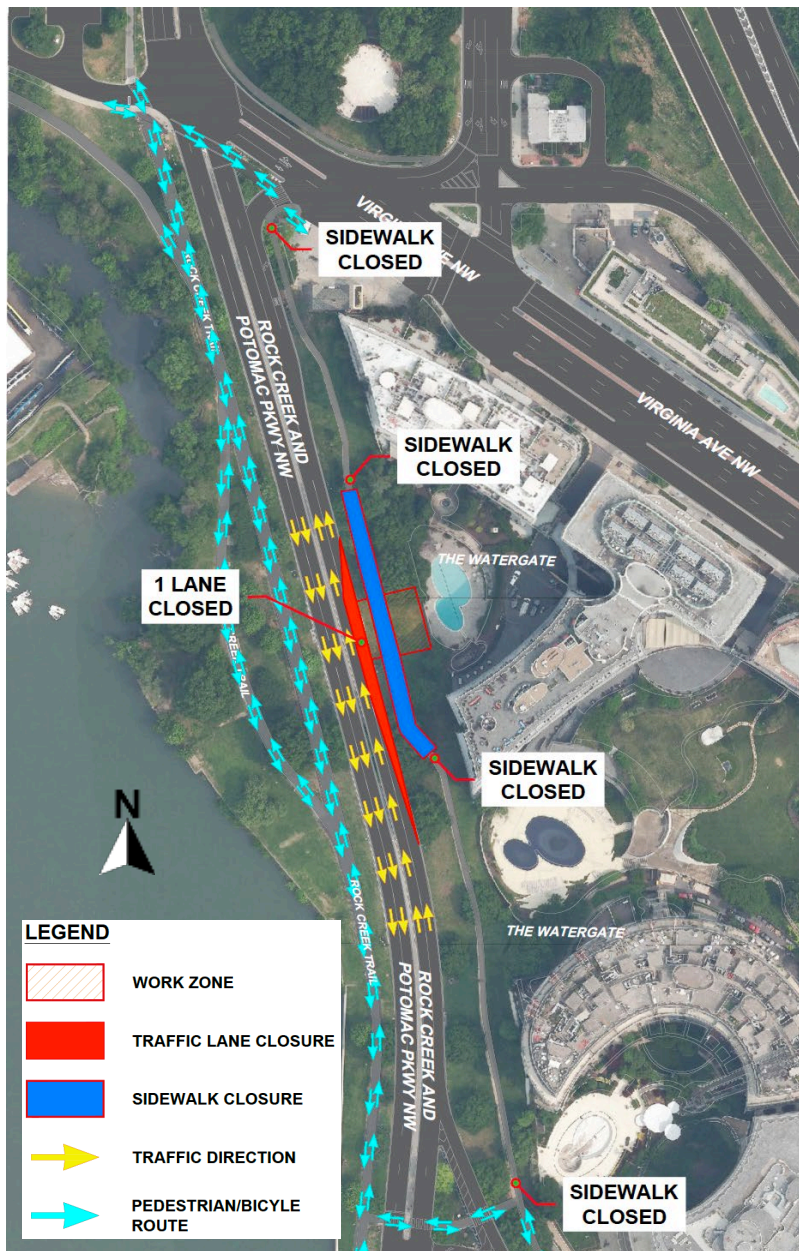 VIRGINIA AVE NW
SIDEWALK
CLOSED
ROCK CREEK TRAIL
ROCK CREEK AND
POTOMAC PKWY NW
VIRGINIA AVE NW
SIDEWALK
CLOSED
THE WATERGATE
1 LANE
CLOSED
CREEK TRAIL
SIDEWALK
CLOSED
N
ROCK CREEK TRAIL
THE WATERGATE
ROCK CREEK AND
POTOMAC PKWY NW
LEGEND
WORK ZONE
TRAFFIC LANE CLOSURE
SIDEWALK CLOSURE
TRAFFIC DIRECTION
PEDESTRIAN/BICYLE
ROUTE
SIDEWALK
CLOSED